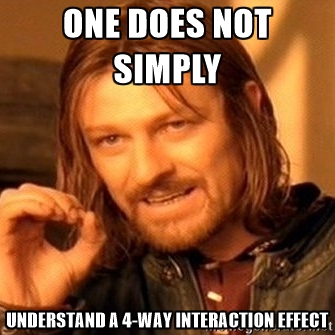 ONE DOES NOT
SIMPLY
UNDERSTAND A 4-WAY INTERACTION EFFECT